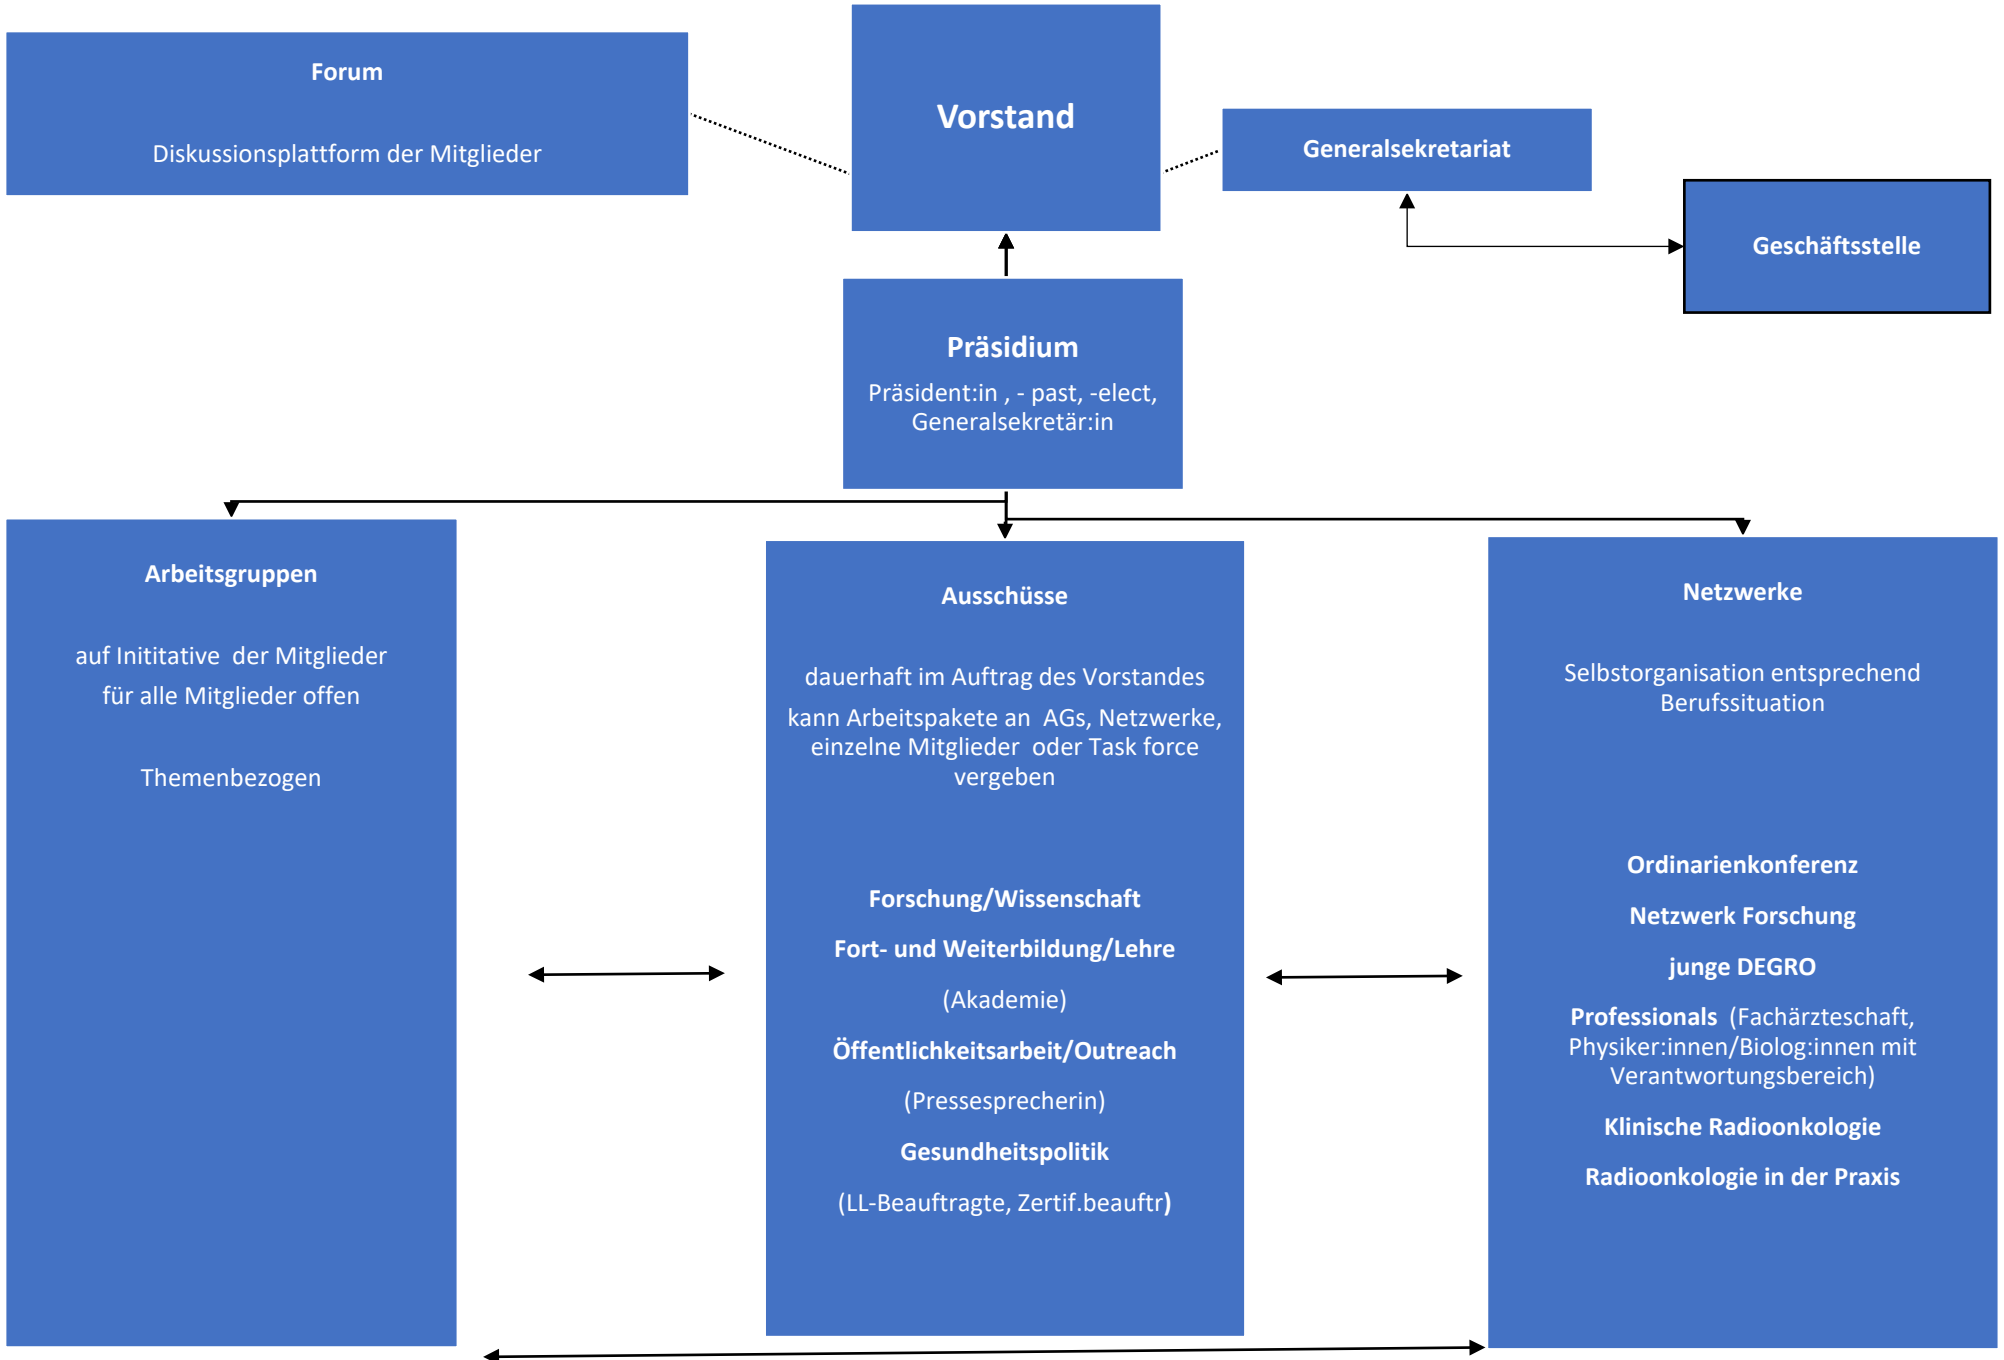 Forum
Diskussionsplattform der Mitglieder
Vorstand
Generalsekretariat
Geschäftsstelle
Präsidium
Präsident:in , - past, -elect,
Generalsekretär:in
Arbeitsgruppen
auf Inititative der Mitglieder
für alle Mitglieder offen
Themenbezogen
Ausschüsse
dauerhaft im Auftrag des Vorstandes
kann Arbeitspakete an AGs, Netzwerke,
einzelne Mitglieder oder Task force
vergeben
Forschung/Wissenschaft
Fort- und Weiterbildung/Lehre
(Akademie)
Öffentlichkeitsarbeit/Outreach
(Pressesprecherin)
Gesundheitspolitik
(LL-Beauftragte, Zertif.beauftr)
Netzwerke
Selbstorganisation entsprechend
Berufssituation
Ordinarienkonferenz
Netzwerk Forschung
junge DEGRO
Professionals (Fachärzteschaft,
Physiker:innen/Biolog:innen mit
Verantwortungsbereich)
Klinische Radioonkologie
Radioonkologie in der Praxis